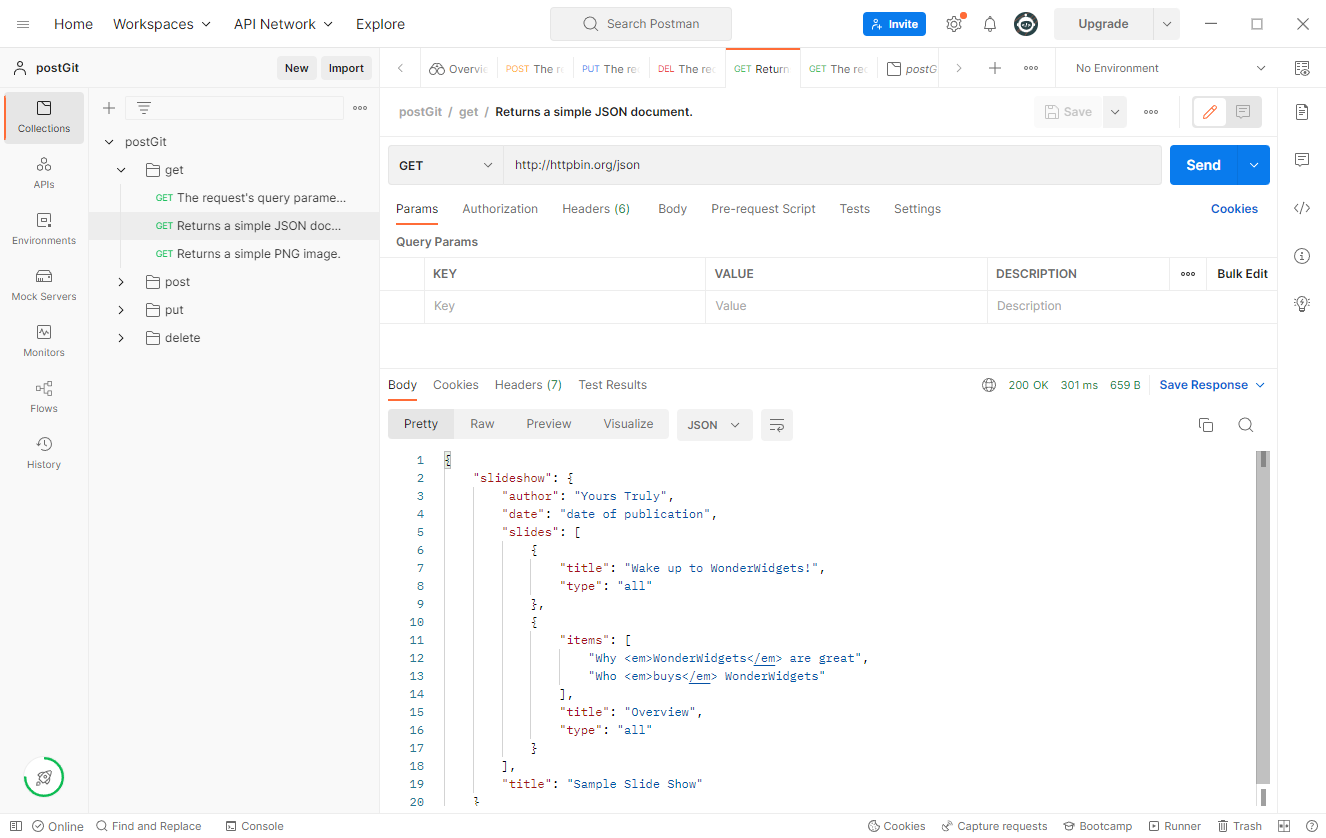 Home Workspaces API Network Explore Search Postman Invite Upgrade
postGit New Import Overvie POST The r PUT The re DEL The rec GET Return GET The rec postG No Environment
postGit / get / Returns a simple JSON document. Save
Collections
APIs
Environments
Mock Servers
Monitors
Flows
History
postGit
get
GET The request's query parame...
GET Returns a simple JSON doc...
GET Returns a simple PNG image.
post
put
delete
GET http://httpbin.org/json Send
Params Authorization Headers (6) Body Pre-request Script Tests Settings Cookies
Query Params
KEY VALUE DESCRIPTION Bulk Edit
Key Value Description
Body Cookies Headers (7) Test Results 200 OK 301 ms 659 B Save Response
Pretty Raw Preview Visualize JSON
1 {
2 "slideshow": {
3 "author": "Yours Truly",
4 "date": "date of publication",
5 "slides": [
6 {
7 "title": "Wake up to WonderWidgets!",
8 "type": "all"
9 },
10 {
11 "items": [
12 "Why <em>WonderWidgets</em> are great",
13 "Who <em>buys</em> WonderWidgets"
14 ],
15 "title": "Overview",
16 "type": "all"
17 }
18 ],
19 "title": "Sample Slide Show"
20 }
Online Find and Replace Console Cookies Capture requests Bootcamp Runner Trash